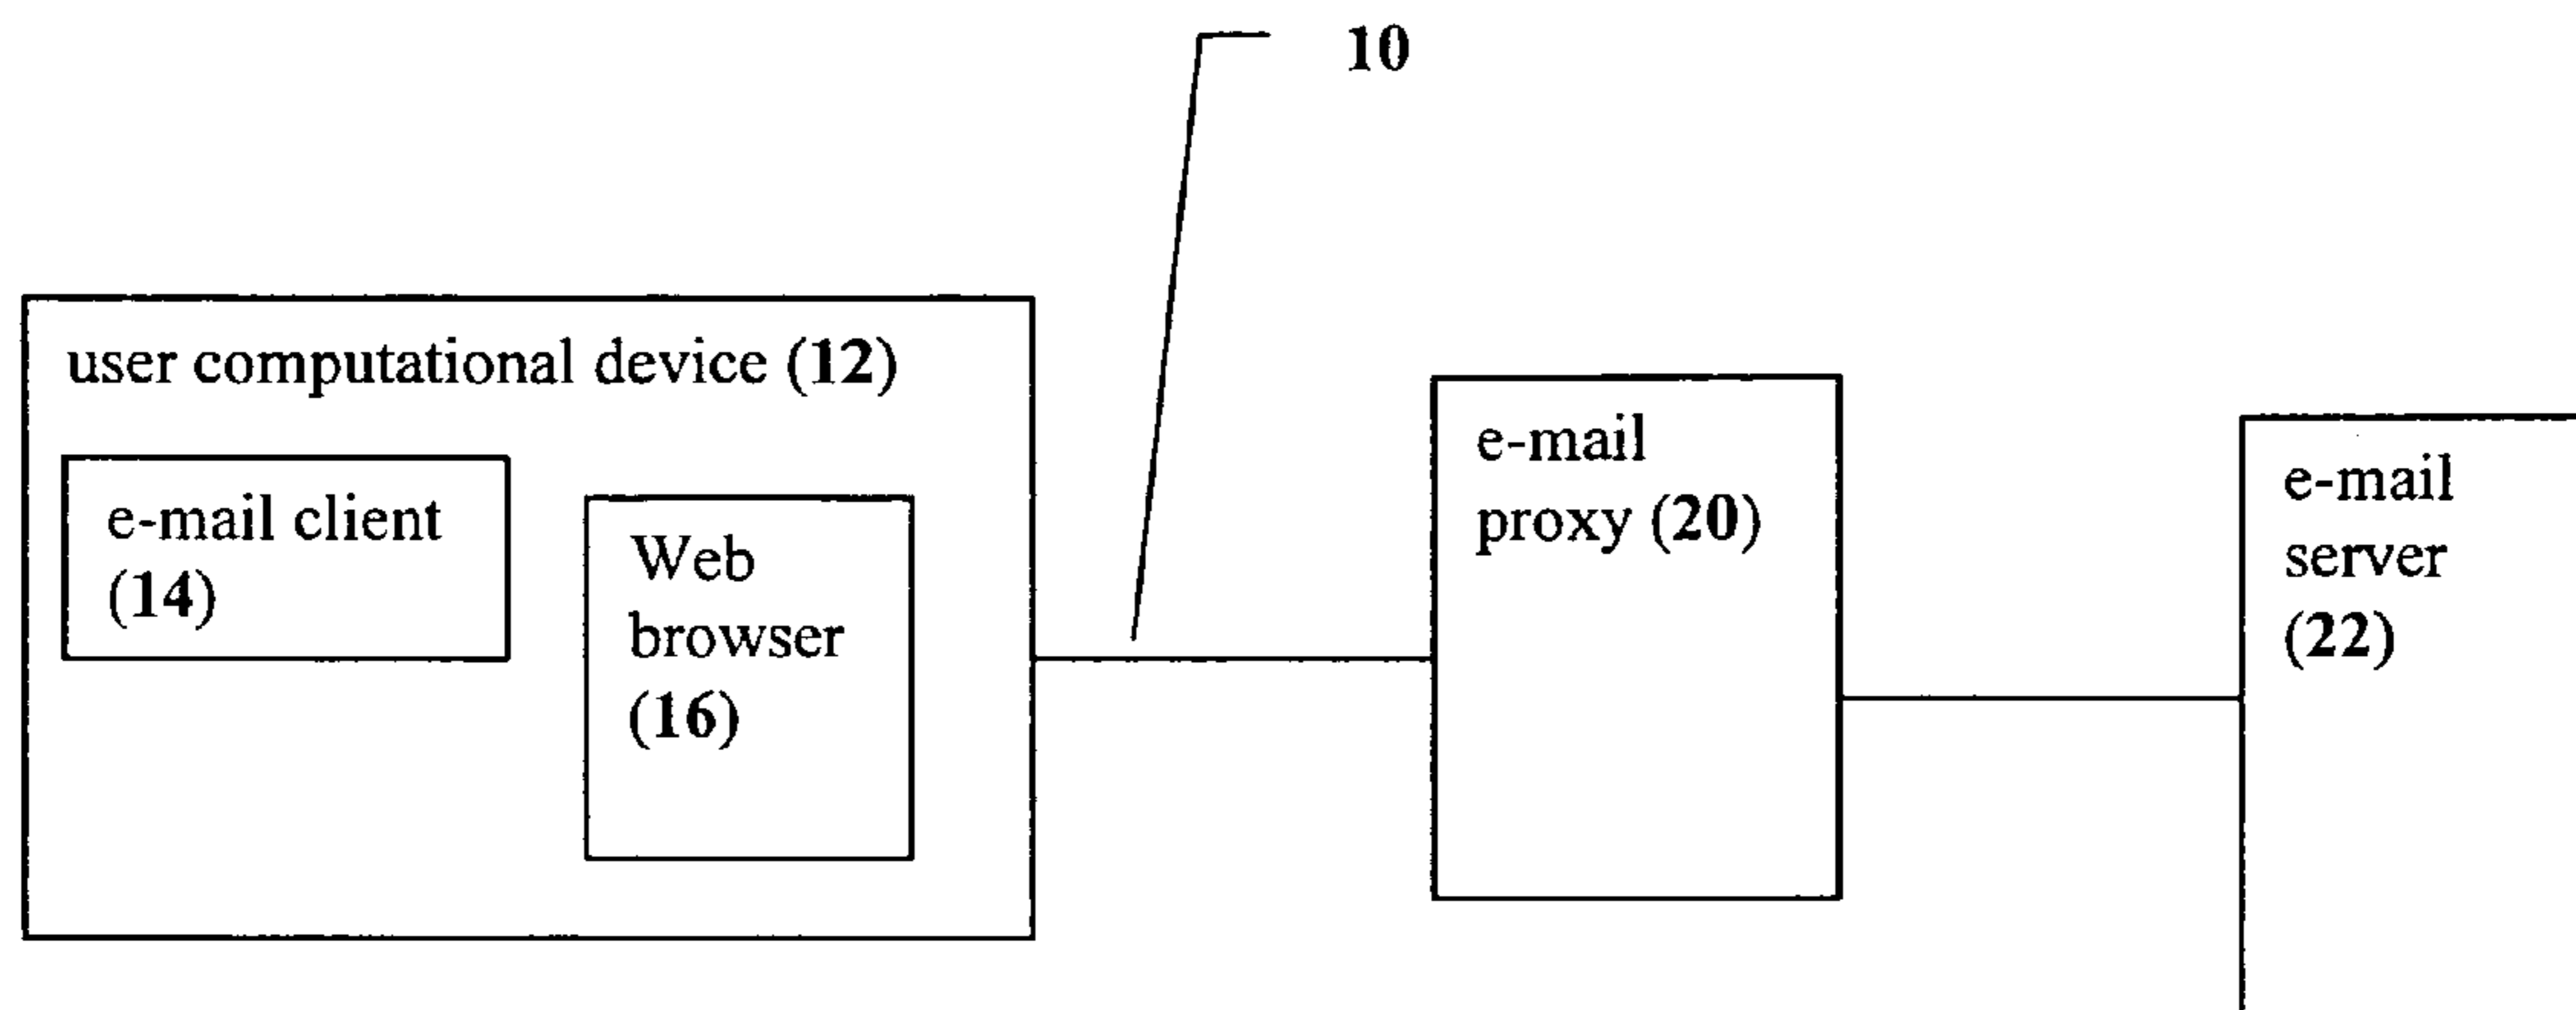 10
user computational device (12)
e-mail client
(14)
Web
browser
(16)
e-mail
proxy (20)
e-mail
server
(22)